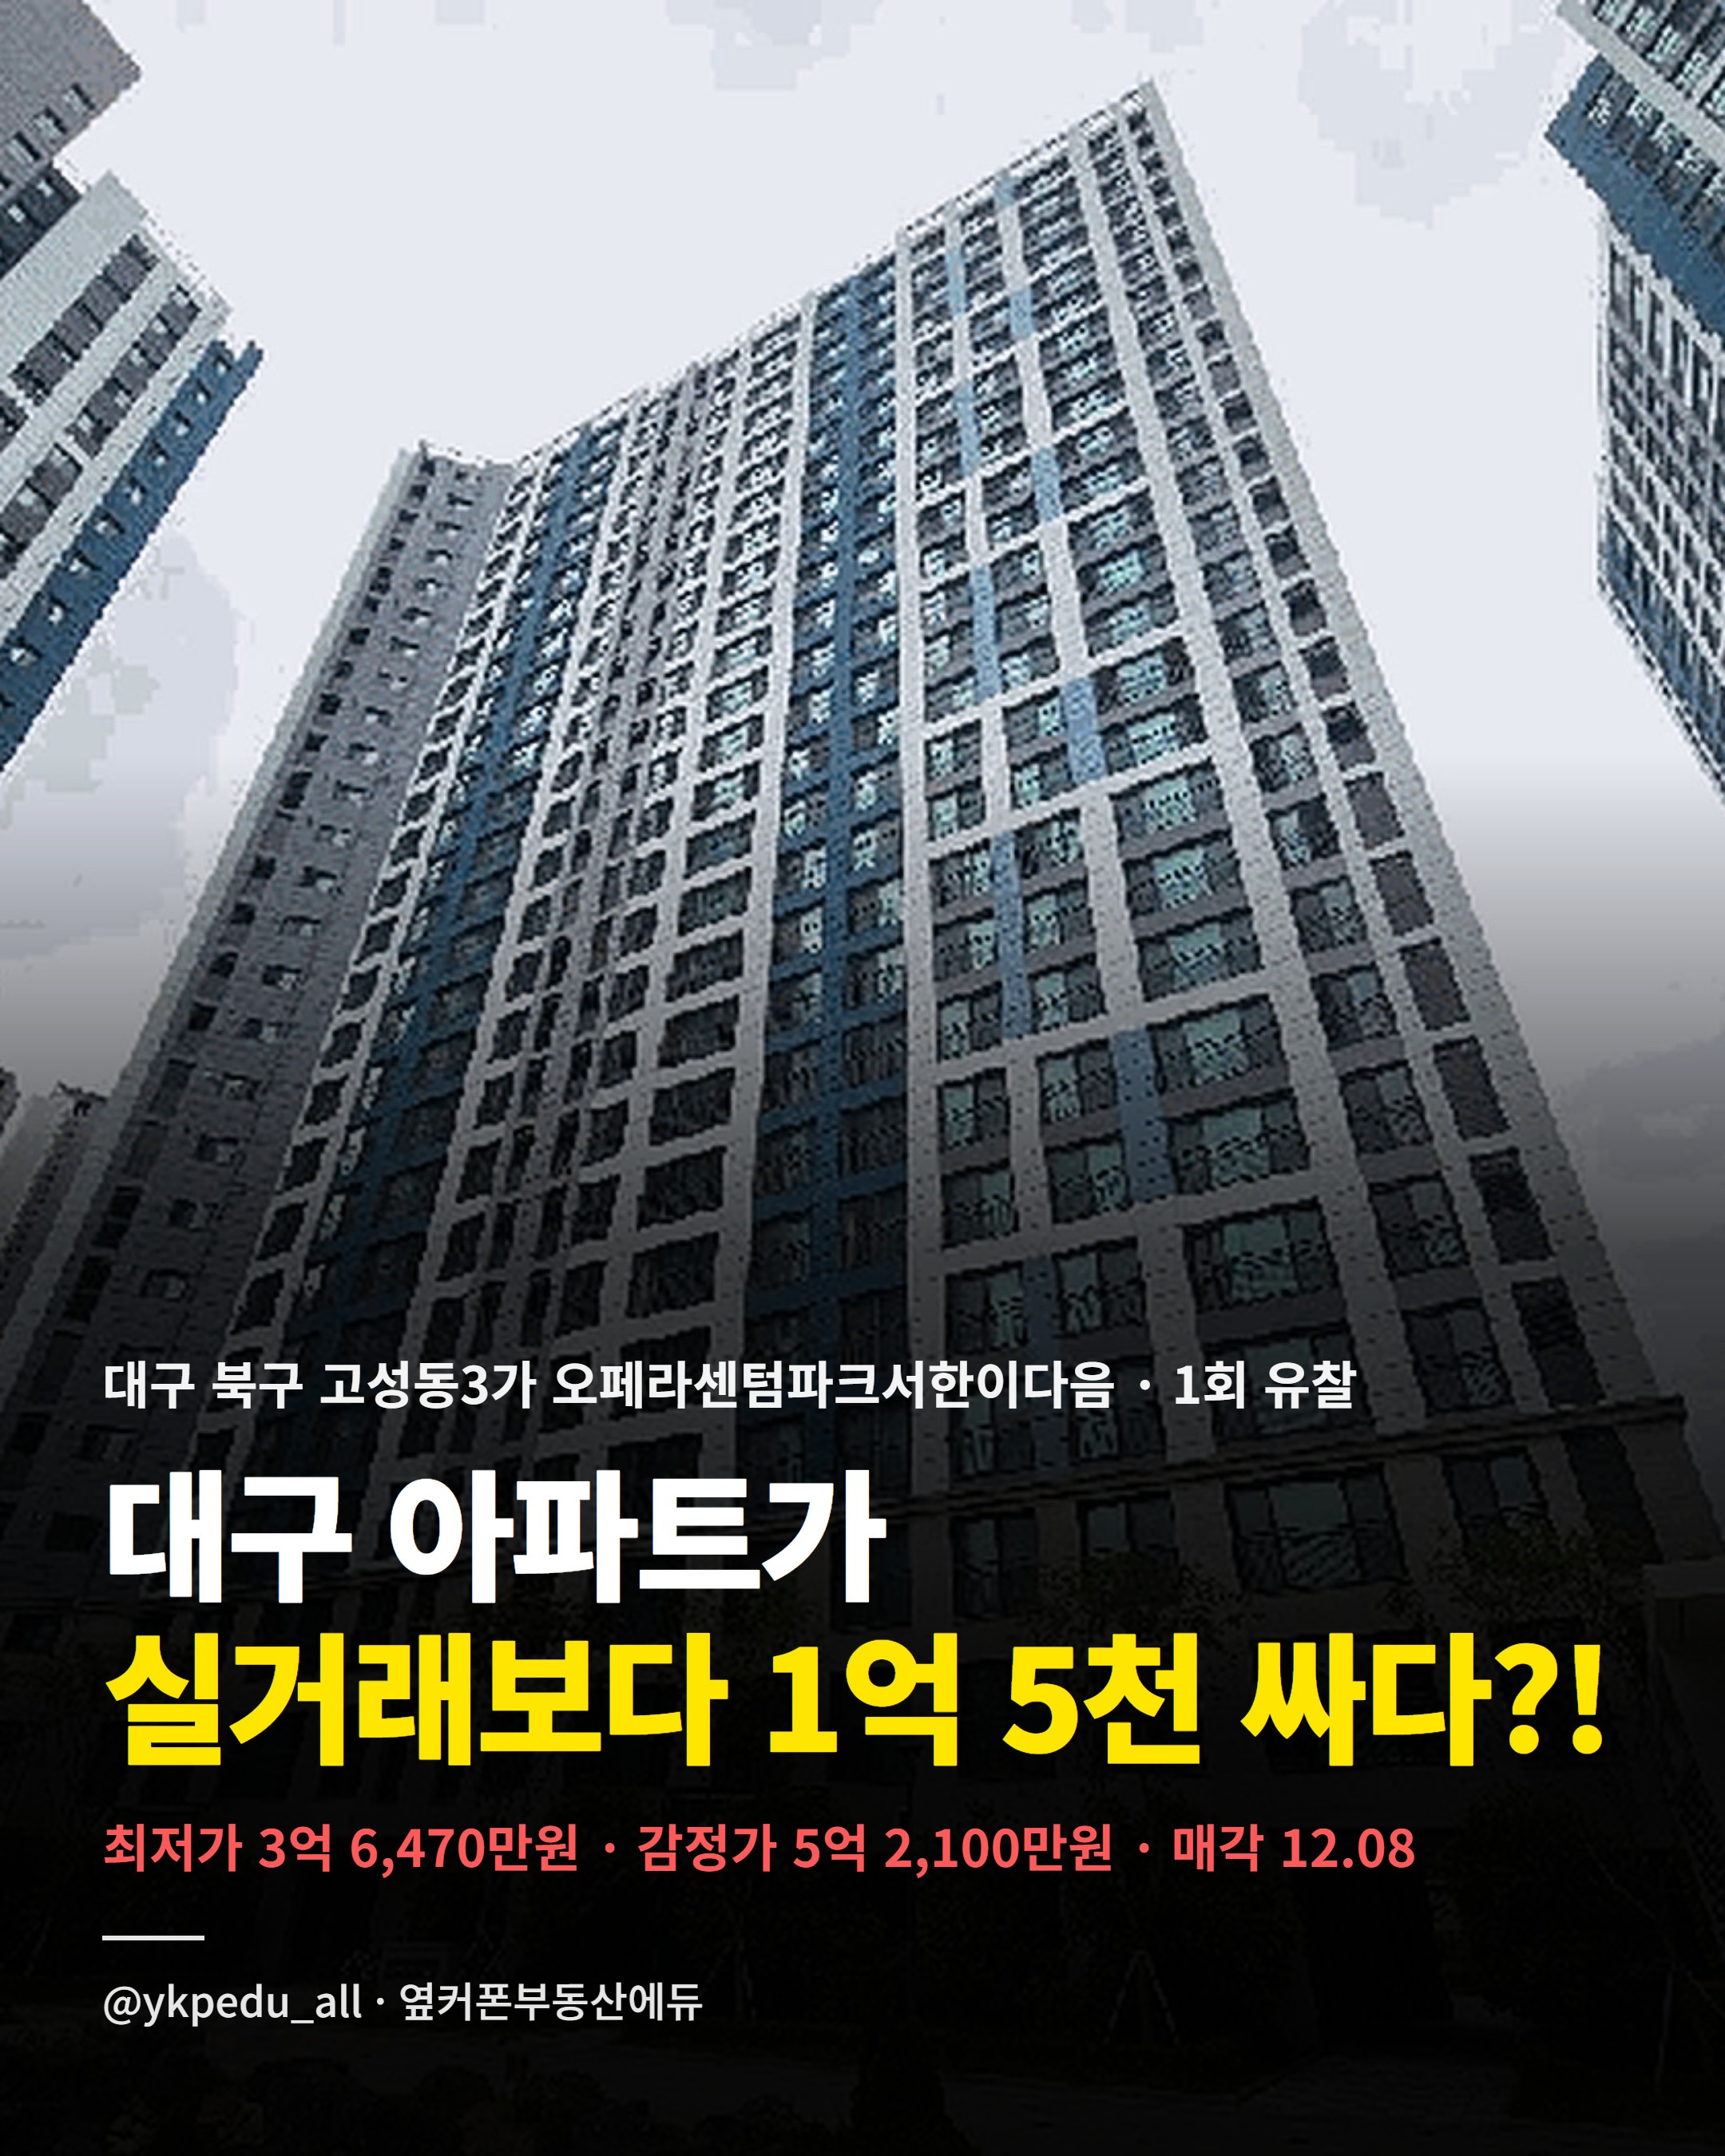 대구 북구 고성동3가 오페라센텀파크서한이다음 · 1회 유찰
대구 아파트가
실거래보다 1억 5천 싸다?!
최저가 3억 6,470만원 · 감정가 5억 2,100만원 · 매각 12.08
@ykpedu_all · 옆커폰부동산에듀